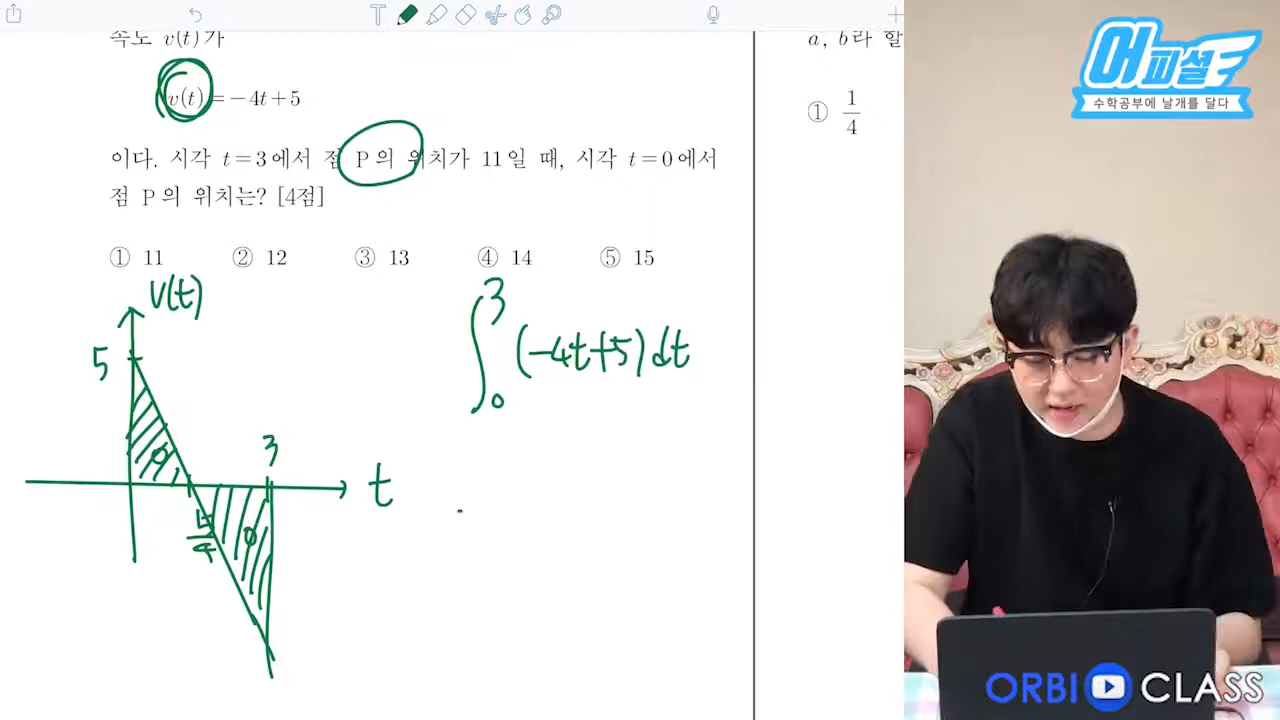 속도 v(t)가
v(t)=-4t+5
이다. 시각 t=3에서 점 P의 위치가 11일 때, 시각 t=0에서
점 P의 위치는? [4점]
① 11 ② 12 ③ 13 ④ 14 ⑤ 15
v(t)
5
3
t
5/4
∫₀³ (-4t+5)dt
a, b라 할
① 1/4
어피셜
수학공부에 날개를 달다
ORBI CLASS